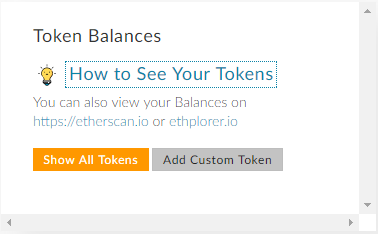 Token Balances
How to See Your Tokens
You can also view your Balances on
https://etherscan.io or ethplorer.io
Show All Tokens Add Custom Token